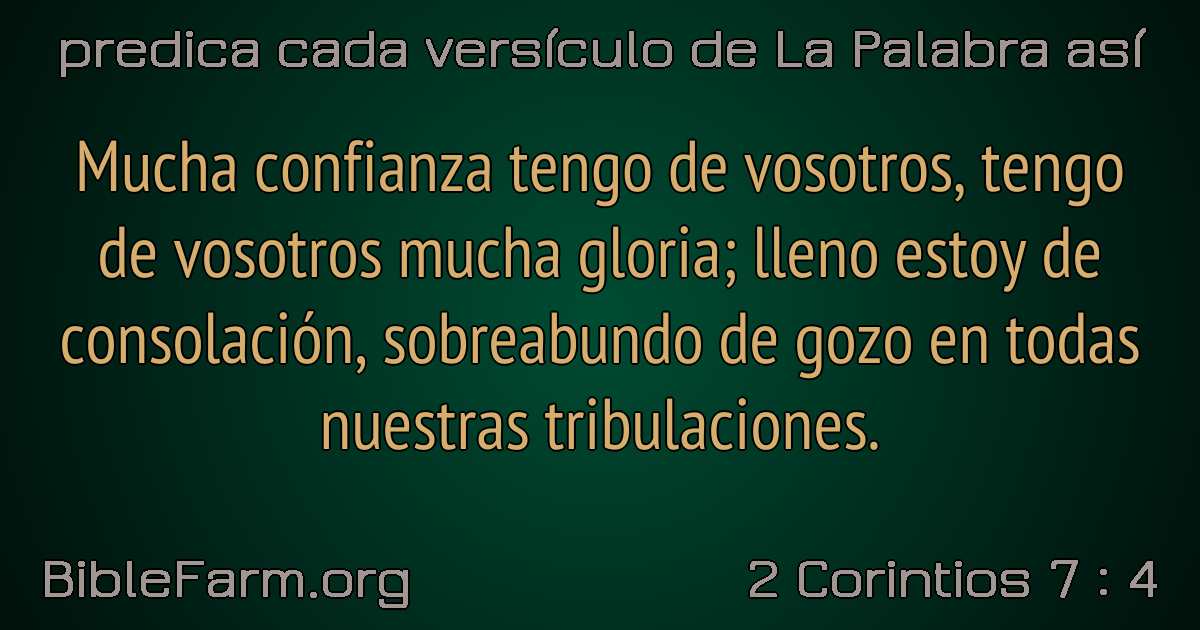 predica cada versículo de La Palabra así
Mucha confianza tengo de vosotros, tengo
de vosotros mucha gloria; lleno estoy de
consolación, sobreabundo de gozo en todas
nuestras tribulaciones.
BibleFarm.org
2 Corintios 7 : 4